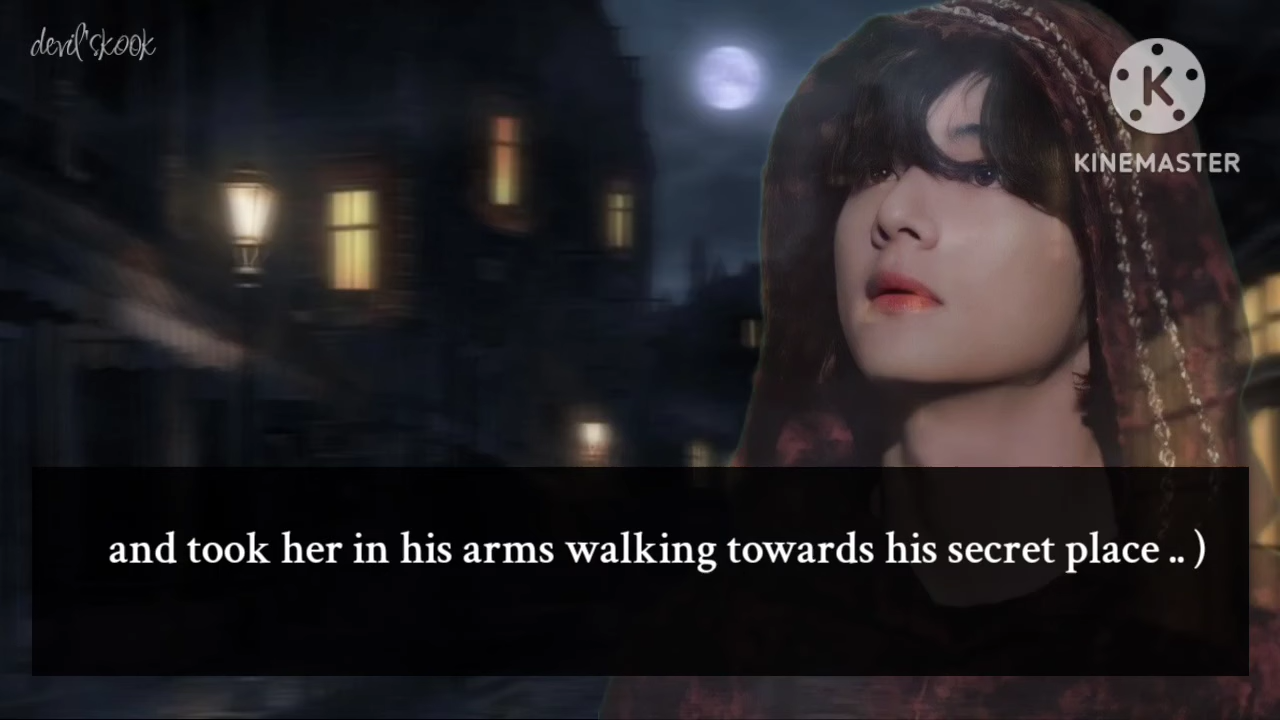 devil'skook
KINEMASTER
and took her in his arms walking towards his secret place .. )